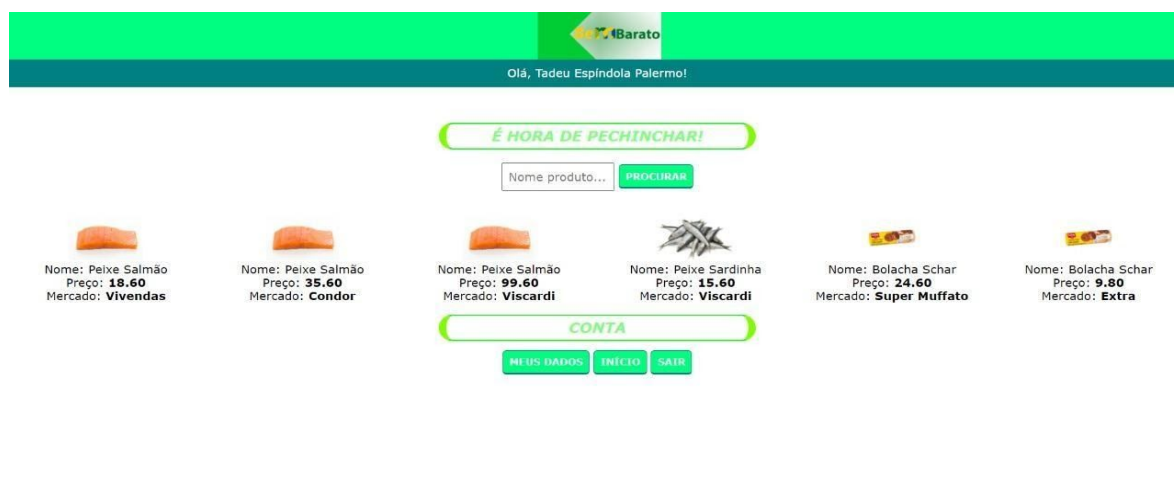 Barato
Olá, Tadeu Espíndola Palermo!
É HORA DE PECHINCHAR!
Nome produto... PROCURAR
Nome: Peixe Salmão
Preço: 18.60
Mercado: Vivendas
Nome: Peixe Salmão
Preço: 35.60
Mercado: Condor
Nome: Peixe Salmão
Preço: 99.60
Mercado: Viscardi
Nome: Peixe Sardinha
Preço: 15.60
Mercado: Viscardi
Nome: Bolacha Schar
Preço: 24.60
Mercado: Super Muffato
Nome: Bolacha Schar
Preço: 9.80
Mercado: Extra
CONTA
MEUS DADOS INÍCIO SAIR